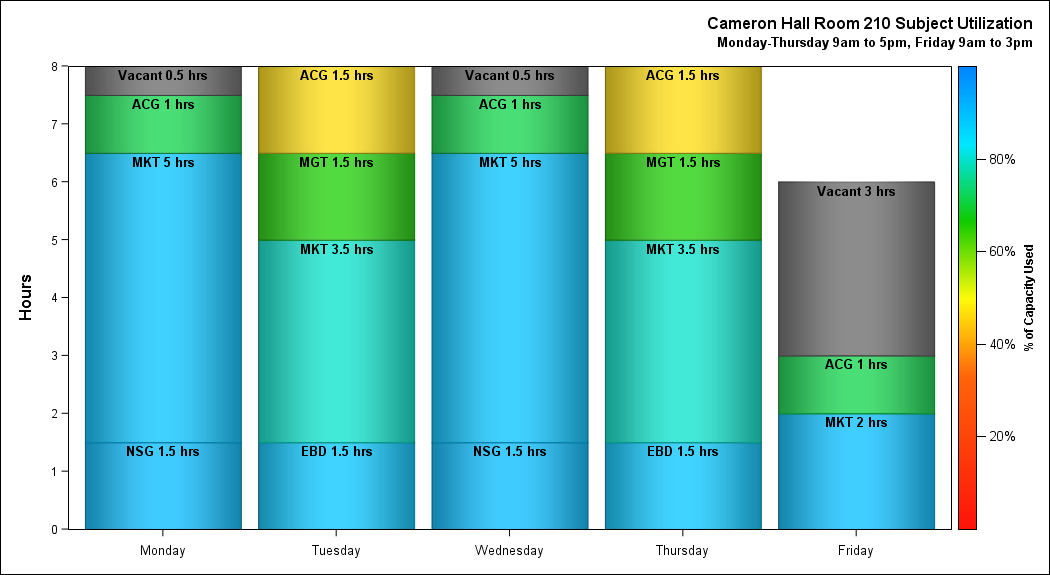 Cameron Hall Room 210 Subject Utilization
Monday-Thursday 9am to 5pm, Friday 9am to 3pm
Hours
8
7
6
5
4
3
2
1
0
Vacant 0.5 hrs
ACG 1 hrs
MKT 5 hrs
NSG 1.5 hrs
ACG 1.5 hrs
MGT 1.5 hrs
MKT 3.5 hrs
EBD 1.5 hrs
Vacant 0.5 hrs
ACG 1 hrs
MKT 5 hrs
NSG 1.5 hrs
ACG 1.5 hrs
MGT 1.5 hrs
MKT 3.5 hrs
EBD 1.5 hrs
Vacant 3 hrs
ACG 1 hrs
MKT 2 hrs
Monday
Tuesday
Wednesday
Thursday
Friday
80%
60%
40%
20%
% of Capacity Used